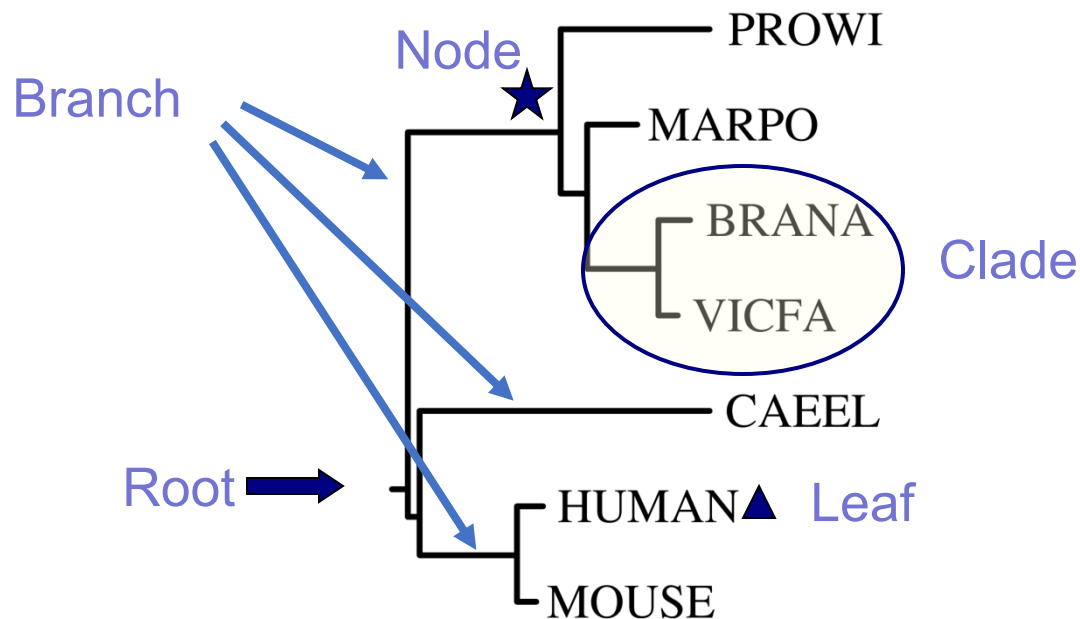 PROWI
Node
Branch
MARPO
BRANA
Clade
VICFA
CAEEL
Root
HUMAN
Leaf
MOUSE